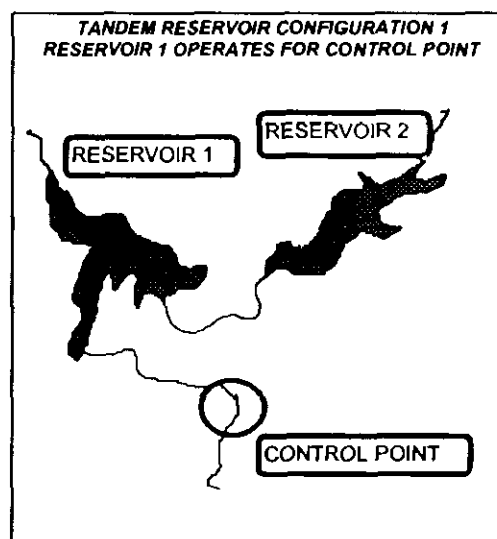 TANDEM RESERVOIR CONFIGURATION 1
RESERVOIR 1 OPERATES FOR CONTROL POINT
RESERVOIR 1
RESERVOIR 2
CONTROL POINT